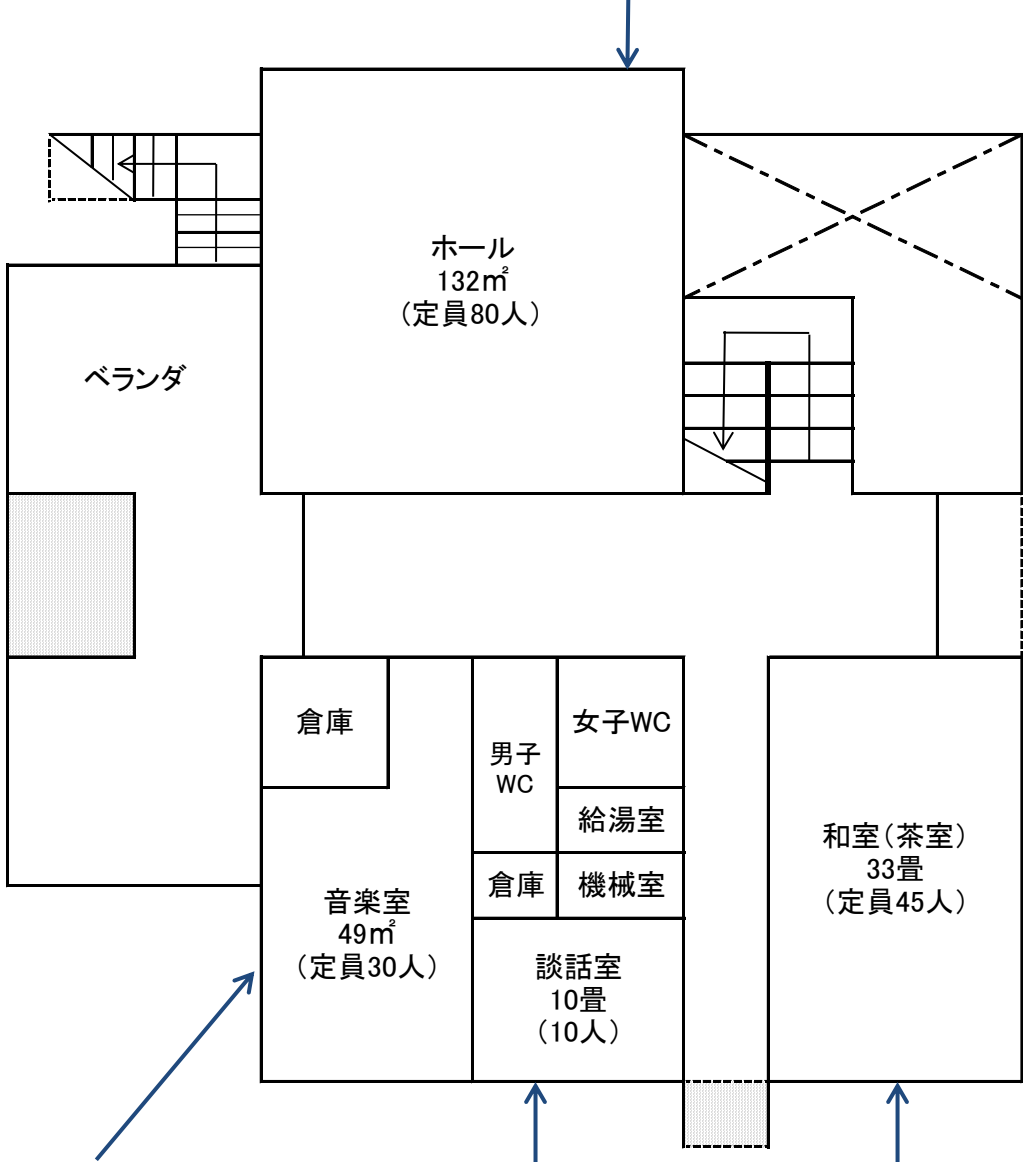 ホール
132㎡
（定員80人）
ベランダ
倉庫
男子
WC
女子WC
給湯室
倉庫
機械室
音楽室
49㎡
（定員30人）
談話室
10畳
（10人）
和室（茶室）
33畳
（定員45人）